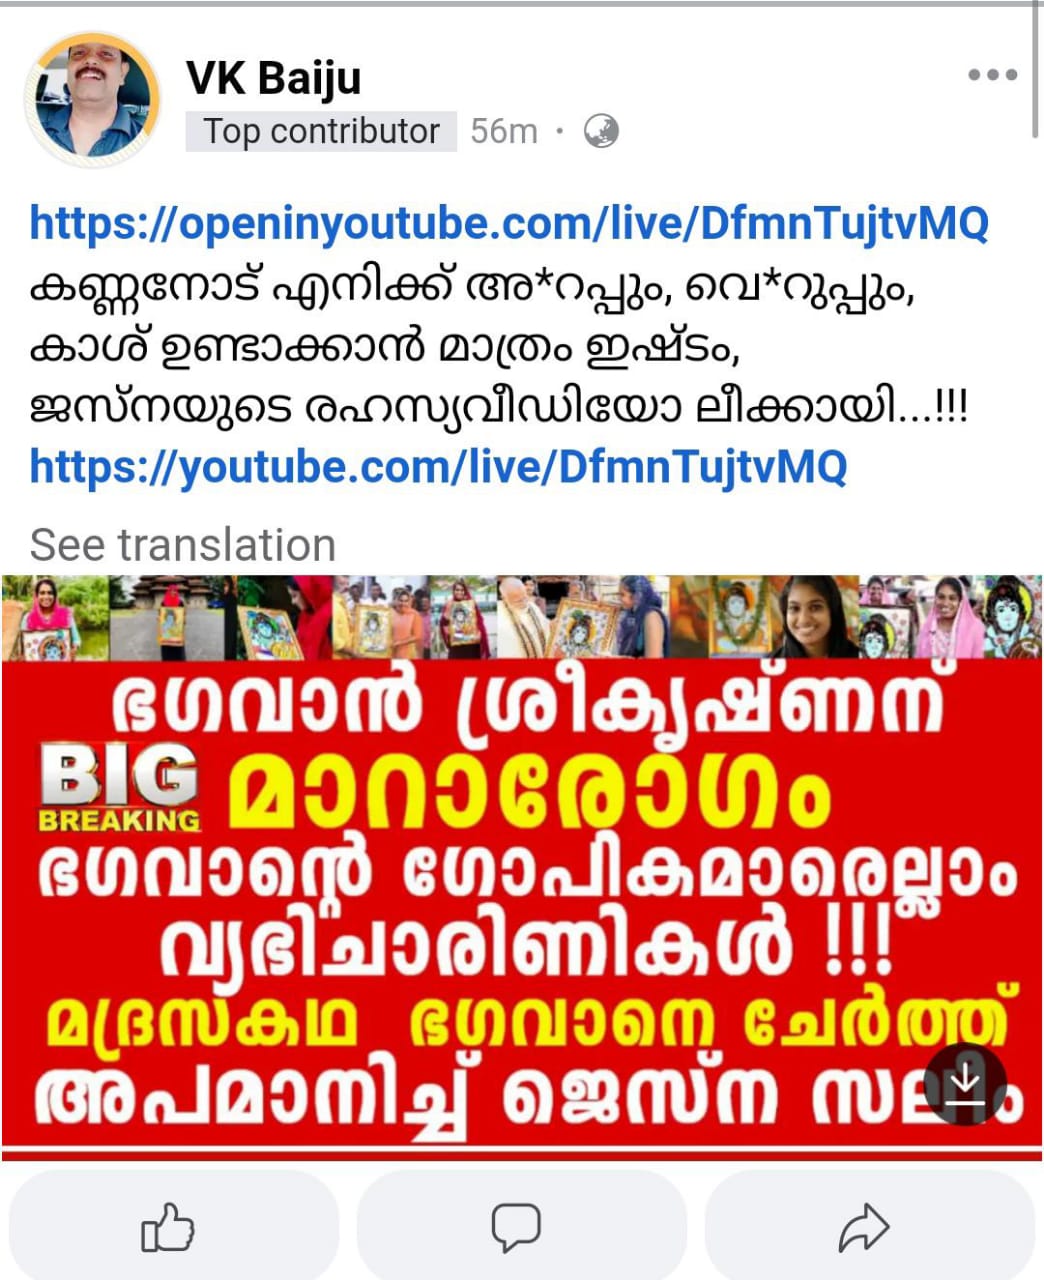 VK Baiju
Top contributor 56m ·
https://openinyoutube.com/live/DfmnTujtvMQ
കണ്ണനോട് എനിക്ക് അ*റപ്പും, വെ*റുപ്പും,
കാശ് ഉണ്ടാക്കാൻ മാത്രം ഇഷ്ടം,
ജസ്നയുടെ രഹസ്യവീഡിയോ ലീക്കായി...!!!
https://youtube.com/live/DfmnTujtvMQ
See translation
ഭഗവാൻ ശ്രീകൃഷ്ണന്
BIG
BREAKING
മാറാരോഗം
ഭഗവാന്റെ ഗോപികമാരെല്ലാം
വ്യഭിചാരിണികൾ !!!
മദ്രസ്കഥ ഭഗവാനെ ചേർത്ത്
അപമാനിച്ച് ജെസ്ന